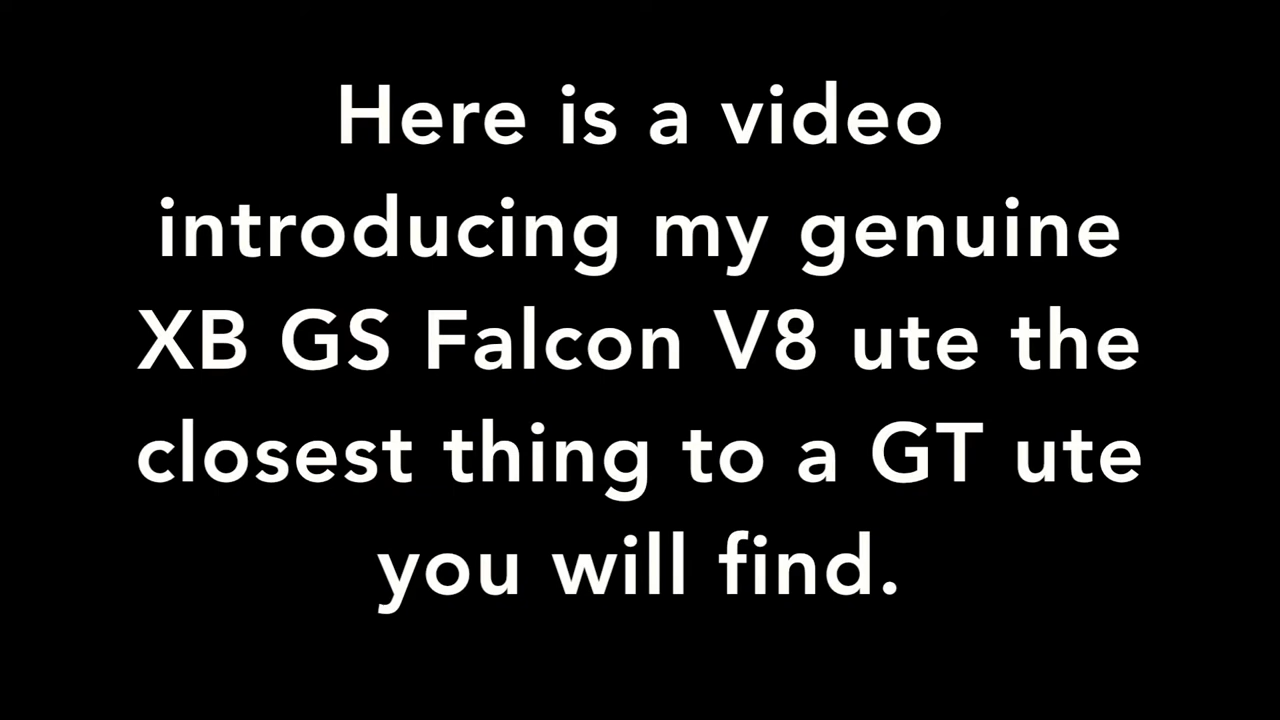 Here is a video
introducing my genuine
XB GS Falcon V8 ute the
closest thing to a GT ute
you will find.